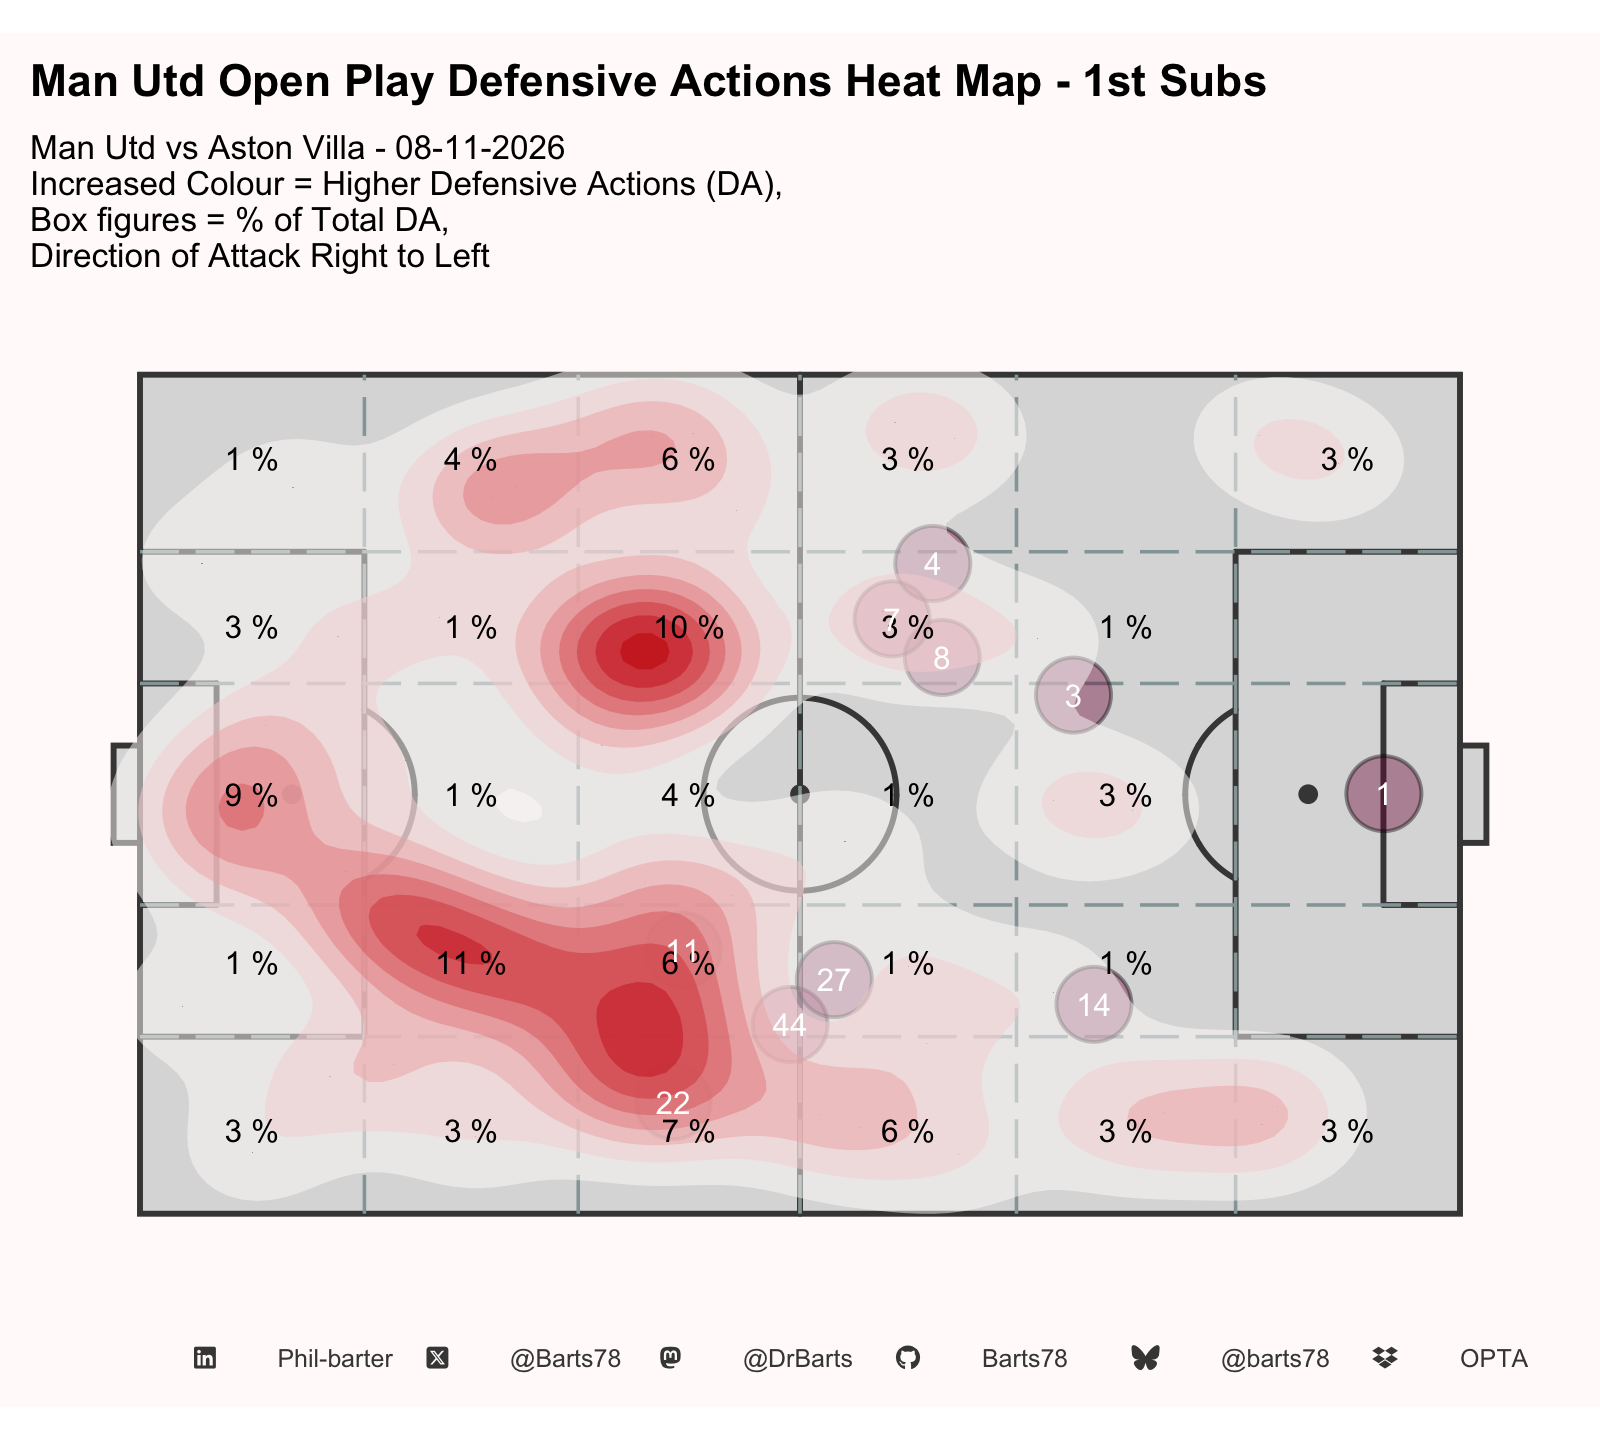 Man Utd Open Play Defensive Actions Heat Map - 1st Subs
Man Utd vs Aston Villa - 08-11-2026
Increased Colour = Higher Defensive Actions (DA),
Box figures = % of Total DA,
Direction of Attack Right to Left
1 % 4 % 6 % 3 % 3 %
4
7
3 % 1 % 10 % 3 % 1 %
8
3
9 % 1 % 4 % 1 % 3 % 1
11
1 % 11 % 6 % 1 % 1 %
27
14
44
22
3 % 3 % 7 % 6 % 3 % 3 %
Phil-barter @Barts78 @DrBarts Barts78 @barts78 OPTA